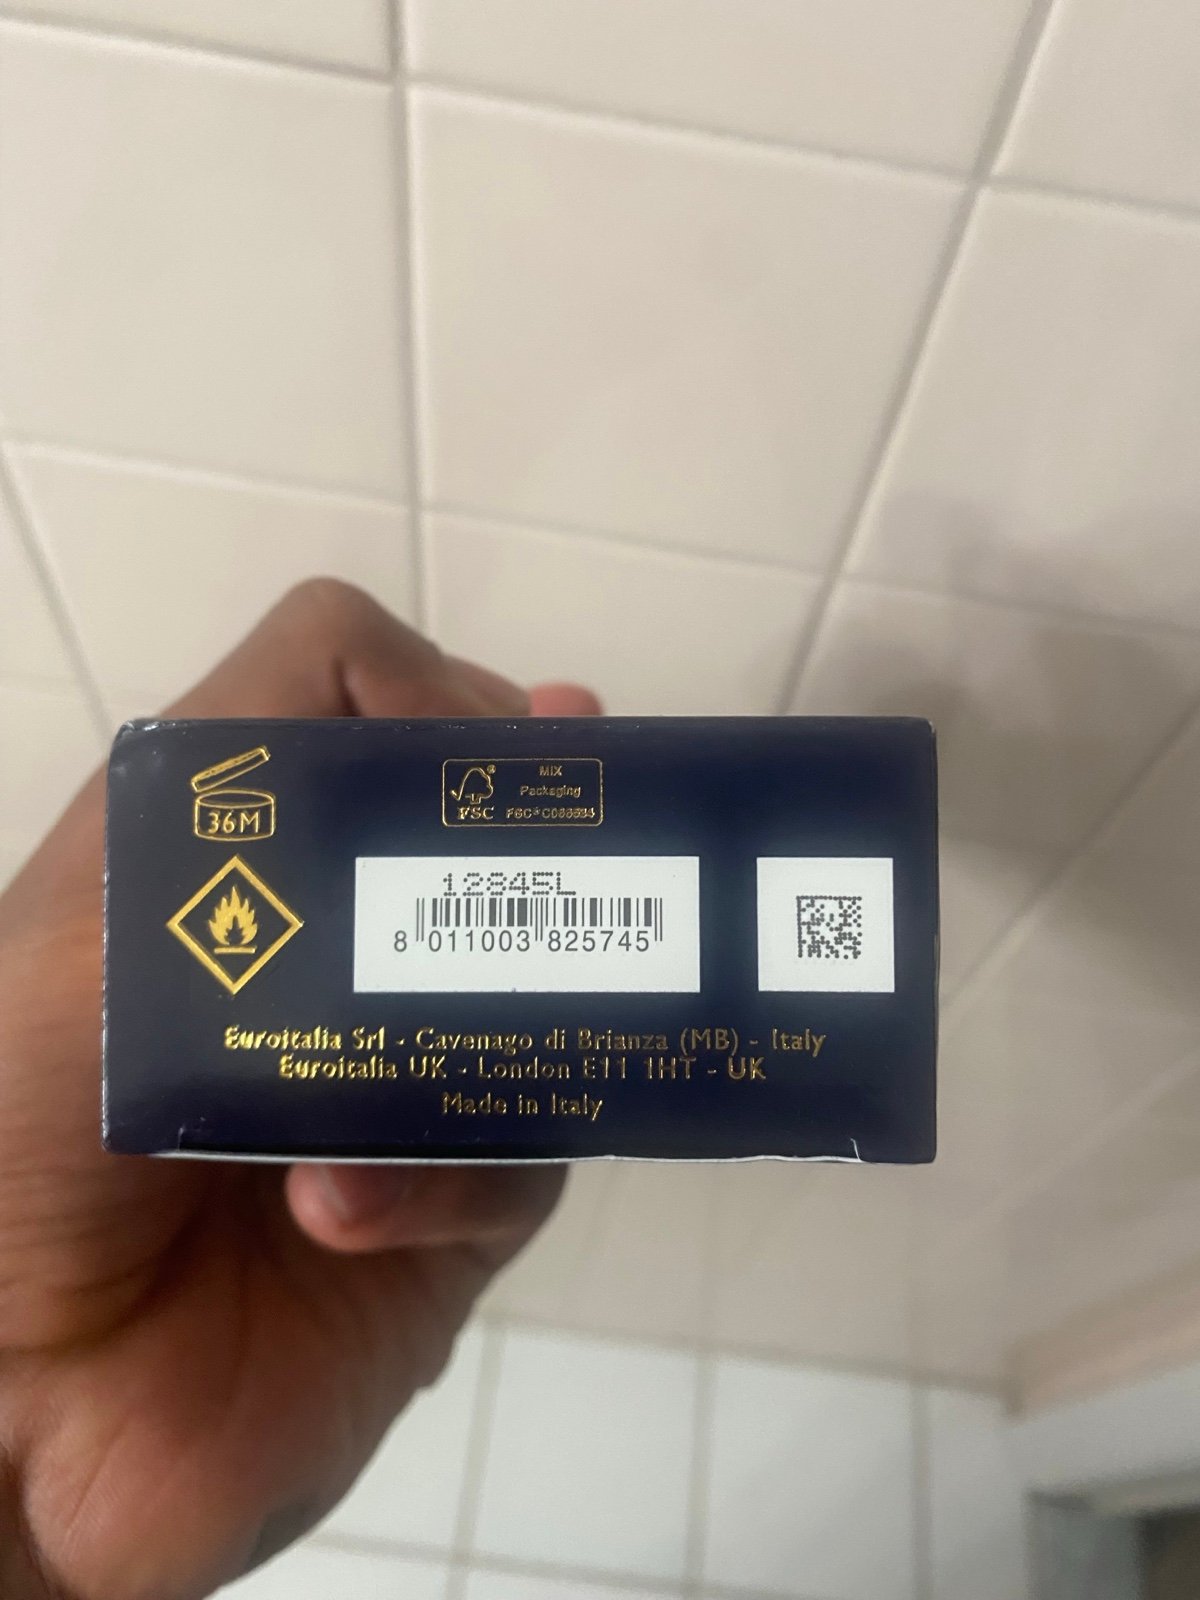 36M
MIX
Packaging
FSC
12845L
8 011003 825745
Euroitalia Srl - Cavenago di Brianza (MB) - Italy
Euroitalia UK - London E11 1HT - UK
Made in Italy